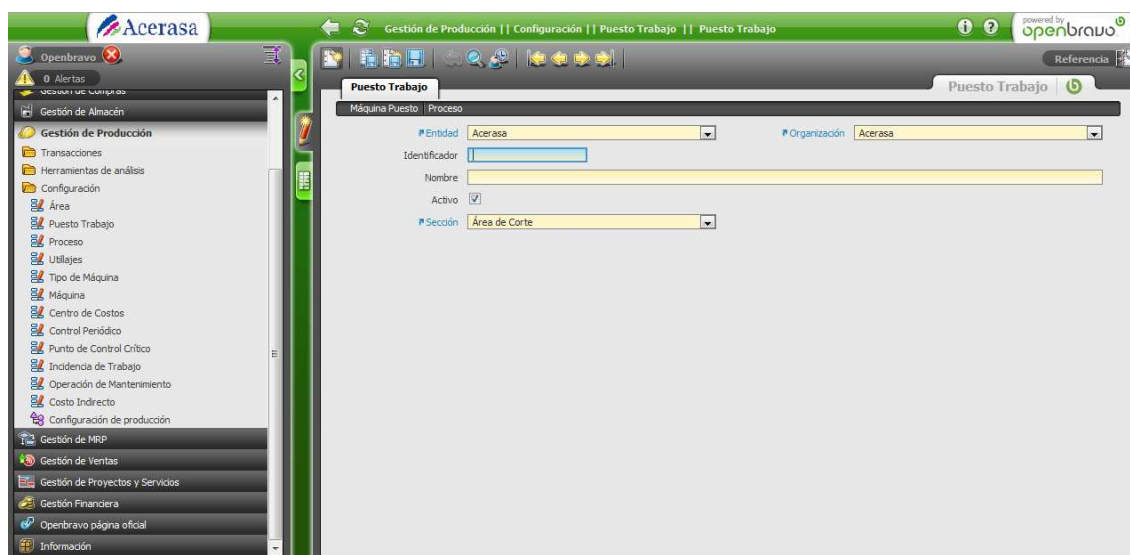 Acerasa
Gestión de Producción || Configuración || Puesto Trabajo || Puesto Trabajo
powered by
openbravo
Openbravo
0 Alertas
Referencia
Gestión de Compras
Gestión de Almacén
Gestión de Producción
Transacciones
Herramientas de análisis
Configuración
Área
Puesto Trabajo
Proceso
Utillajes
Tipo de Máquina
Máquina
Centro de Costos
Control Periódico
Punto de Control Crítico
Incidencia de Trabajo
Operación de Mantenimiento
Costo Indirecto
Configuración de producción
Gestión de MRP
Gestión de Ventas
Gestión de Proyectos y Servicios
Gestión Financiera
Openbravo página oficial
Información
Puesto Trabajo
Puesto Trabajo
Máquina Puesto Proceso
Entidad Acerasa Organización Acerasa
Identificador
Nombre
Activo
Sección Área de Corte